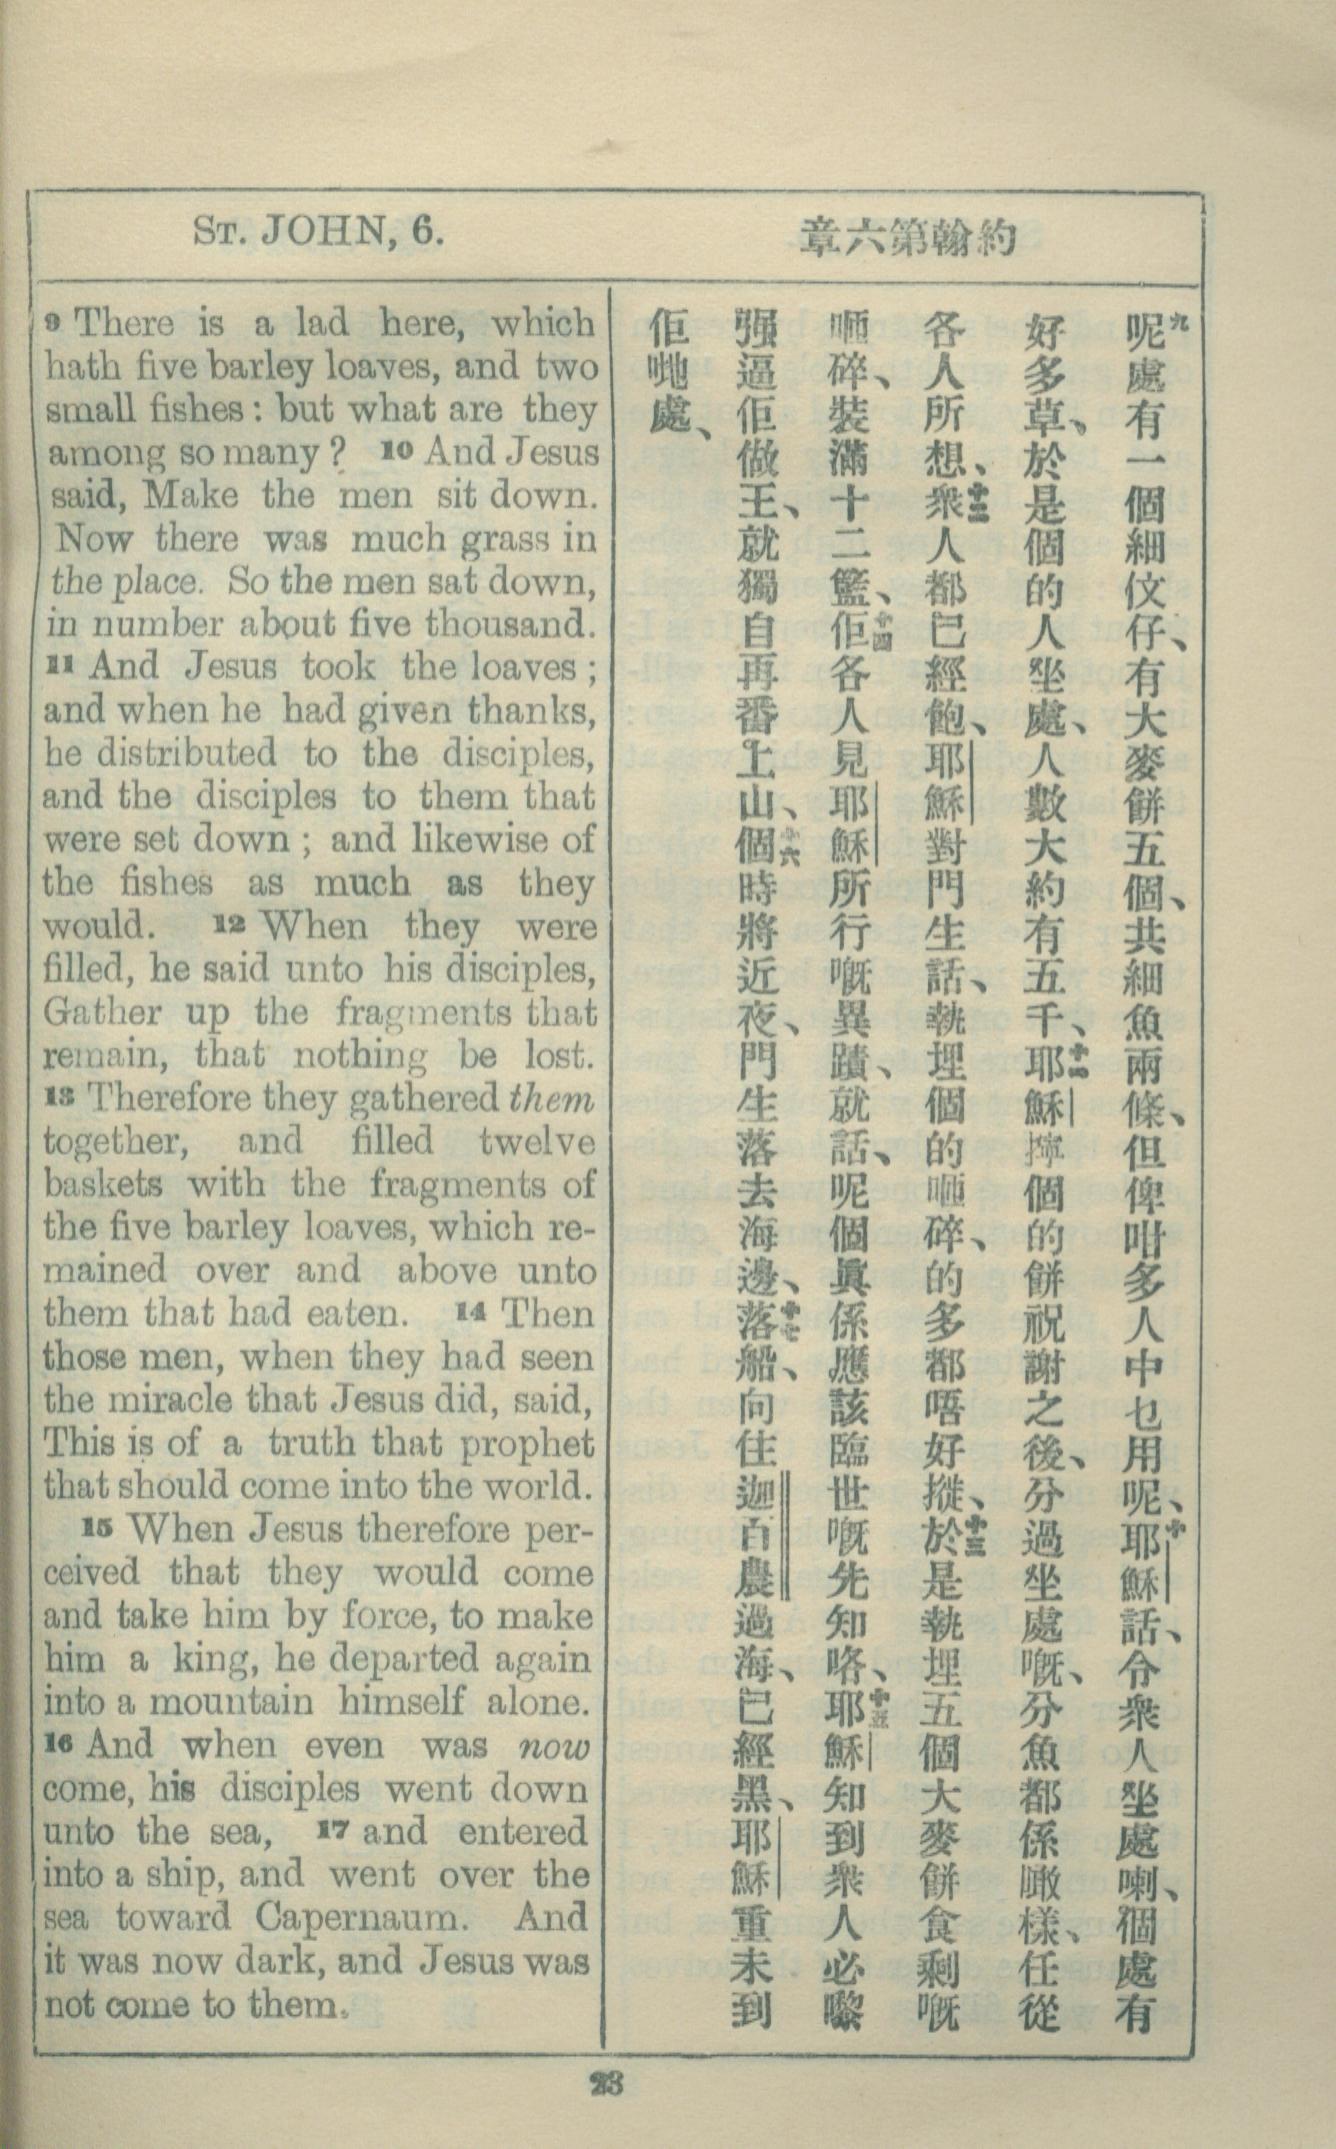 St. JOHN, 6.
9 There is a lad here, which
hath five barley loaves, and two
small fishes : but what are they
among so many ? 10 And Jesus
said, Make the men sit down.
Now there was much grass in
the place. So the men sat down,
in number about five thousand.
11 And Jesus took the loaves ;
and when he had given thanks,
he distributed to the disciples,
and the disciples to them that
were set down ; and likewise of
the fishes as much as they
would. 12 When they were
filled, he said unto his disciples,
Gather up the fragments that
remain, that nothing be lost.
13 Therefore they gathered them
together, and filled twelve
baskets with the fragments of
the five barley loaves, which re-
mained over and above unto
them that had eaten. 14 Then
those men, when they had seen
the miracle that Jesus did, said,
This is of a truth that prophet
that should come into the world.
15 When Jesus therefore per-
ceived that they would come
and take him by force, to make
him a king, he departed again
into a mountain himself alone.
16 And when even was now
come, his disciples went down
unto the sea, 17 and entered
into a ship, and went over the
sea toward Capernaum. And
it was now dark, and Jesus was
not come to them.
約翰第六章
九呢處有一個細伩仔、有大麥餅五個、共細魚兩條、但俾咁多人中乜用呢、十耶穌話、令衆人坐處喇、個處有
好多草、於是個的人坐處、人數大約有五千、十一耶穌擰個的餅祝謝之後、分過坐處嘅、分魚都係噉樣、任從
各人所想、十二衆人都已經飽、耶穌對門生話、執埋個的㗎碎、的多都唔好摐、十三於是執埋五個大麥餅食剩嘅
碎、裝滿十二籃、十四佢各人見耶穌所行嘅異蹟、就話、呢個眞係應該臨世嘅先知咯、十五耶穌知到衆人必嚟
强逼佢做王、就獨自再番上山、十六個時將近夜、門生落去海邊、十七落船、向住迦百農過海、已經黑、耶穌重未到
佢哋處、
23